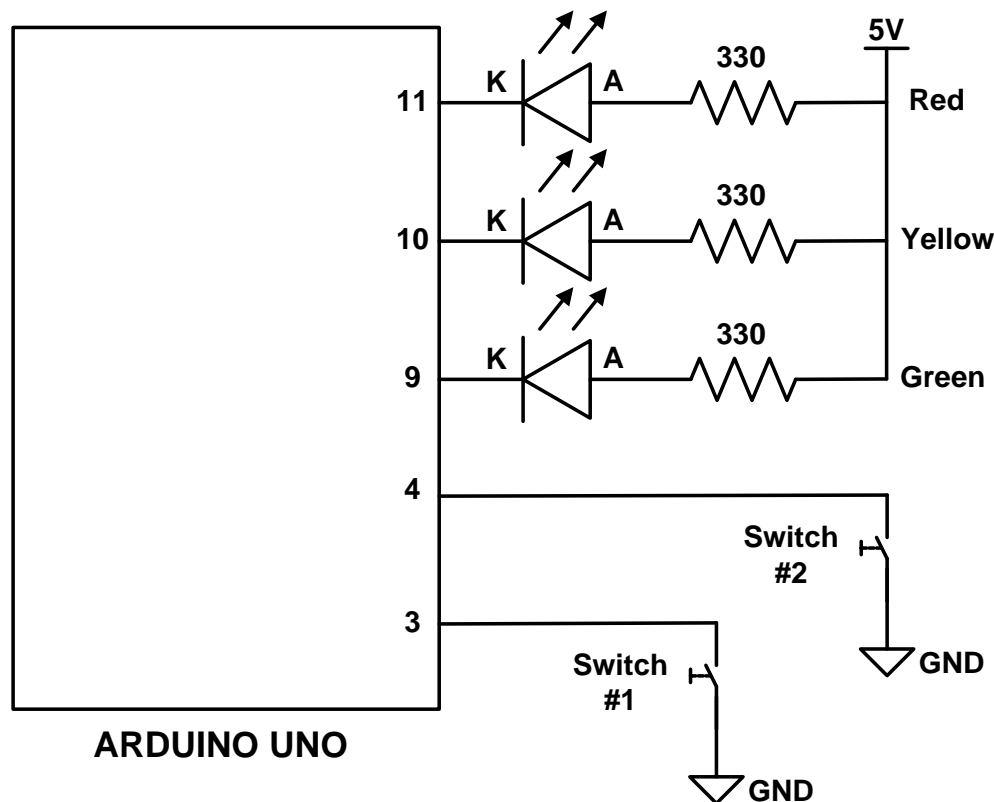 5V
330
11 K A Red
330
10 K A Yellow
330
9 K A Green
4
Switch
#2
3
GND
Switch
#1
ARDUINO UNO
GND